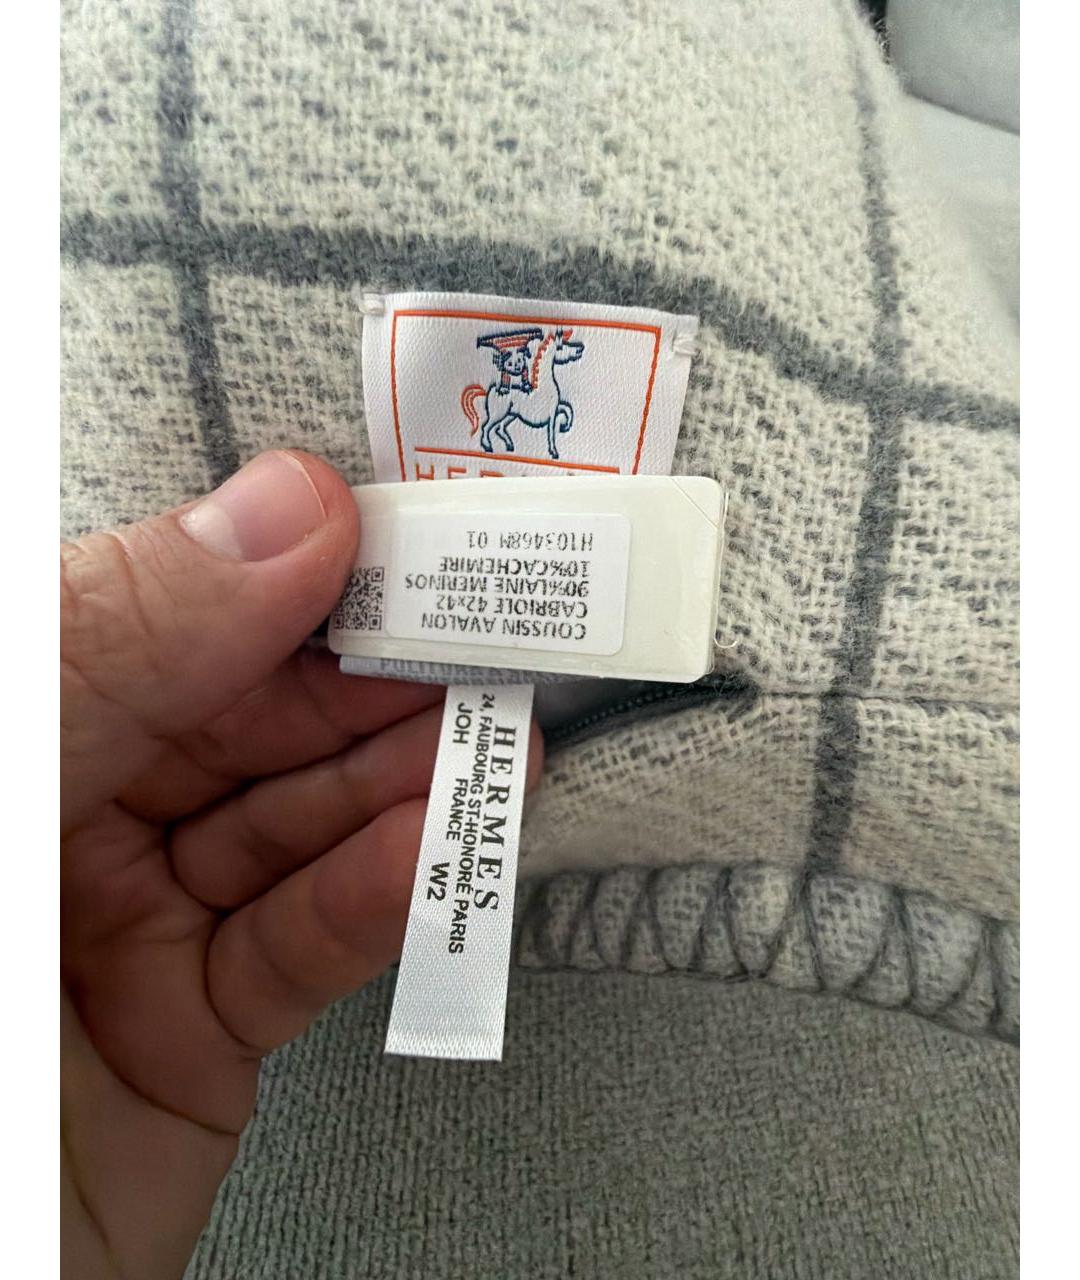 HERMES
COUSSIN AVALON
CABRIOLE 42x42
90%LAINE MERINOS
10%CACHEMIRE
H103468M 01
HERMES
24, FAUBOURG ST-HONORÉ PARIS
FRANCE
JOH
W2